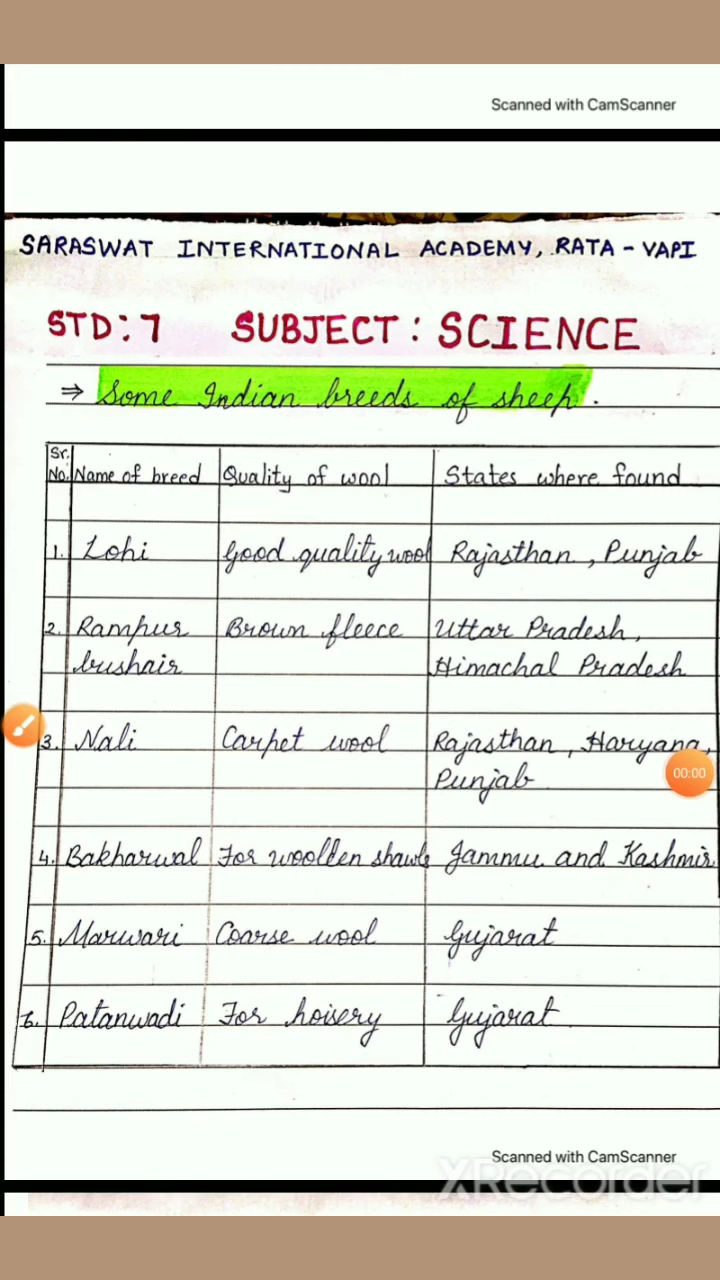 Scanned with CamScanner
SARASWAT INTERNATIONAL ACADEMY, RATA - VAPI
STD: 7 SUBJECT: SCIENCE
⇒ Some Indian breeds of sheep.
Sr. No. Name of breed Quality of wool States where found
1. Lohi Good quality wool Rajasthan, Punjab
2. Rampur Brown fleece Uttar Pradesh,
bushair Himachal Pradesh
3. Nali Carpet wool Rajasthan, Haryana,
Punjab
00:00
4. Bakharwal For woollen shawls Jammu and Kashmir
5. Marwari Coarse wool Gujarat
6. Patanwadi For hoisery Gujarat
Scanned with CamScanner
XRecorder